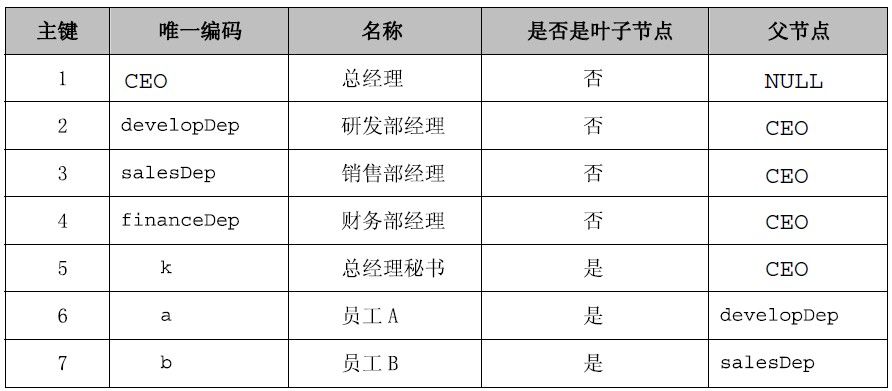 主键 唯一编码 名称 是否是叶子节点 父节点
1 CEO 总经理 否 NULL
2 developDep 研发部经理 否 CEO
3 salesDep 销售部经理 否 CEO
4 financeDep 财务部经理 否 CEO
5 k 总经理秘书 是 CEO
6 a 员工A 是 developDep
7 b 员工B 是 salesDep